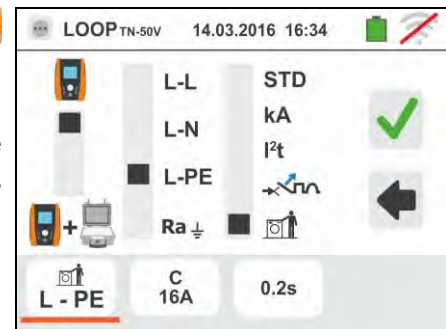 LOOP TN-50V 14.03.2016 16:34
L-L STD
L-N kA
I²t
L-PE
Ra
+
L - PE
C
16A
0.2s